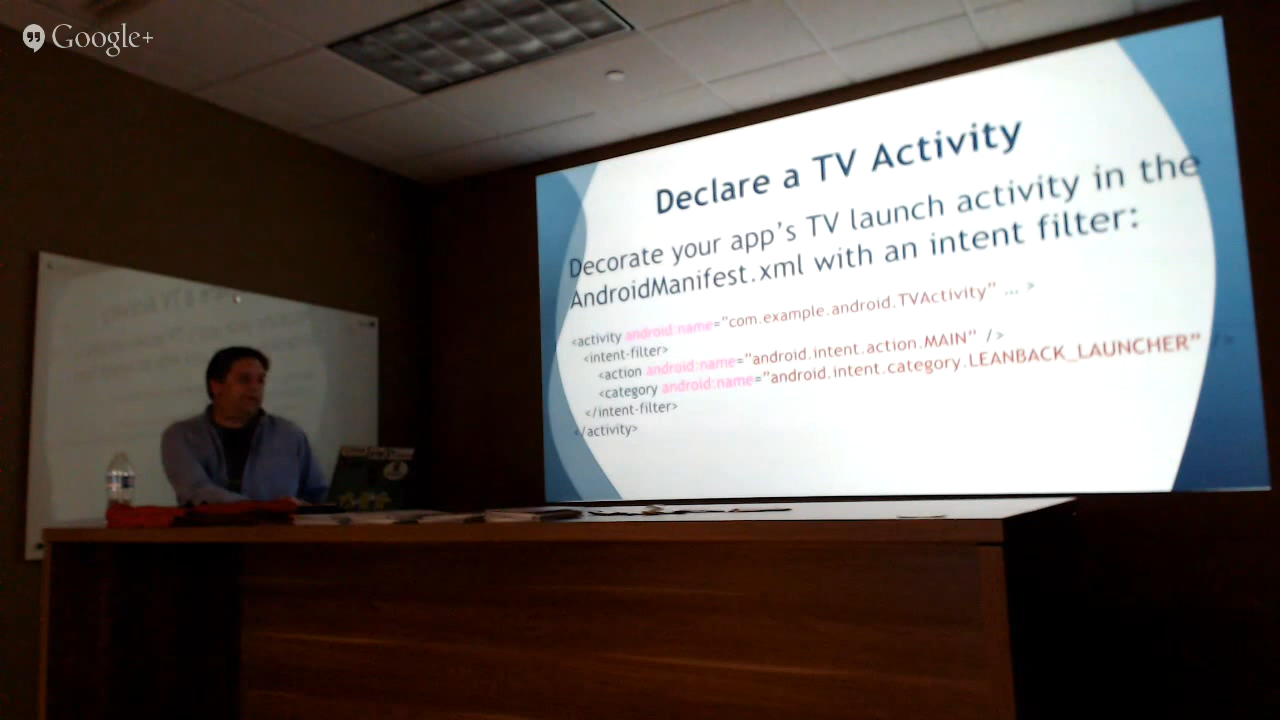 Google+
Declare a TV Activity
Decorate your app's TV launch activity in the
AndroidManifest.xml with an intent filter:
<activity android:name="com.example.android.TVActivity" ... >
<intent-filter>
<action android:name="android.intent.action.MAIN" />
<category android:name="android.intent.category.LEANBACK_LAUNCHER" />
</intent-filter>
</activity>